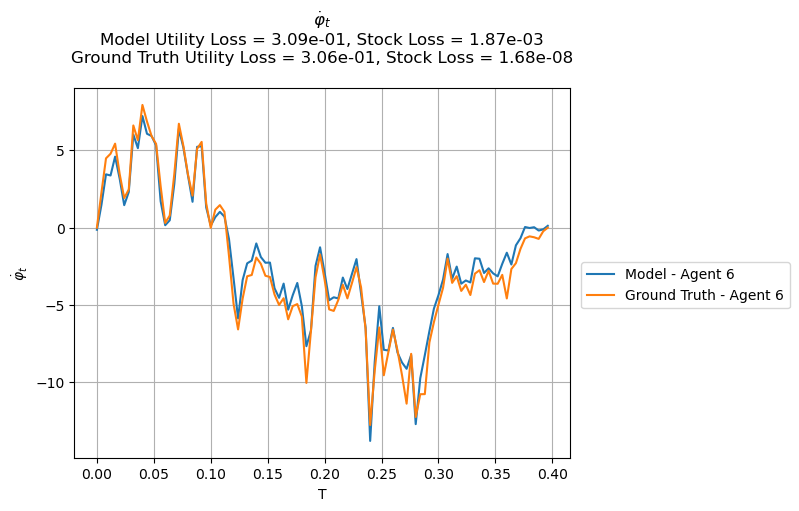 φ̇ₜ
Model Utility Loss = 3.09e-01, Stock Loss = 1.87e-03
Ground Truth Utility Loss = 3.06e-01, Stock Loss = 1.68e-08
φ̇ₜ
5
0
−5
−10
0.00 0.05 0.10 0.15 0.20 0.25 0.30 0.35 0.40
T
Model - Agent 6
Ground Truth - Agent 6